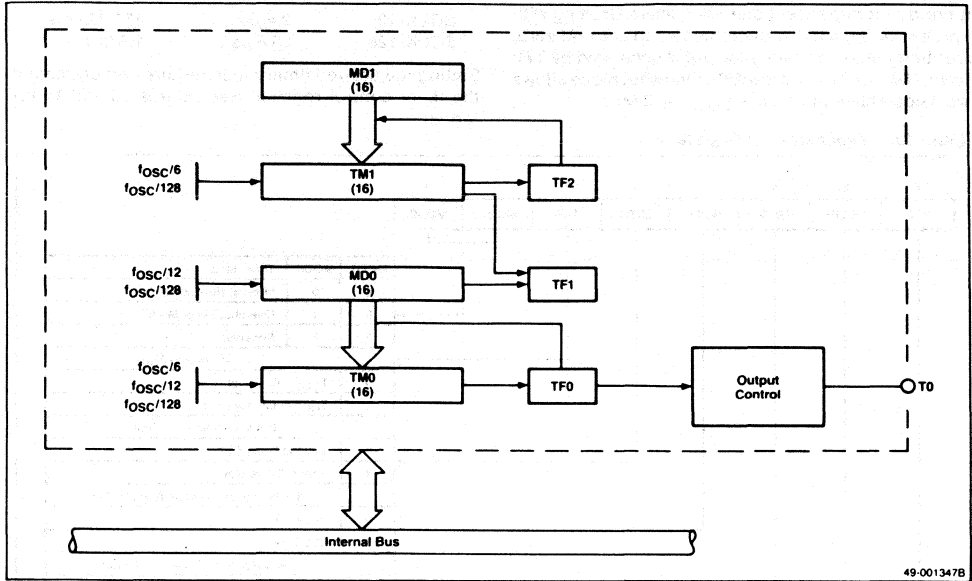 MD1
(16)
fOSC/6
fOSC/128
TM1
(16)
TF2
fOSC/12
fOSC/128
MD0
(16)
TF1
fOSC/6
fOSC/12
fOSC/128
TM0
(16)
TF0
Output
Control
T0
Internal Bus
49-001347B